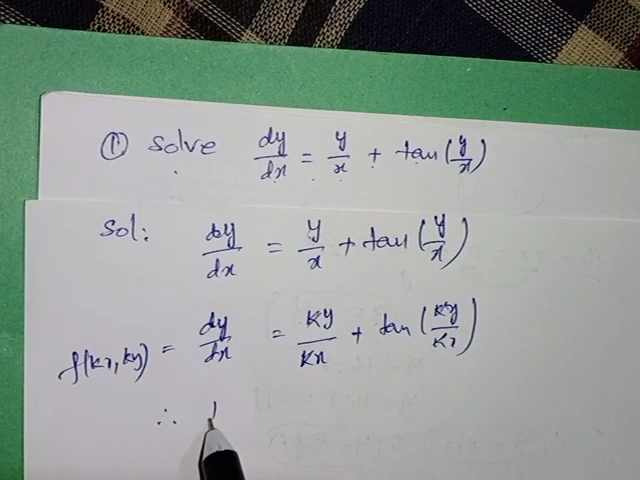 ① Solve dy/dx = y/x + tan(y/x)
Sol: dy/dx = y/x + tan(y/x)
f(kx, ky) = dy/dx = Ky/Kx + tan(Ky/Kx)
∴